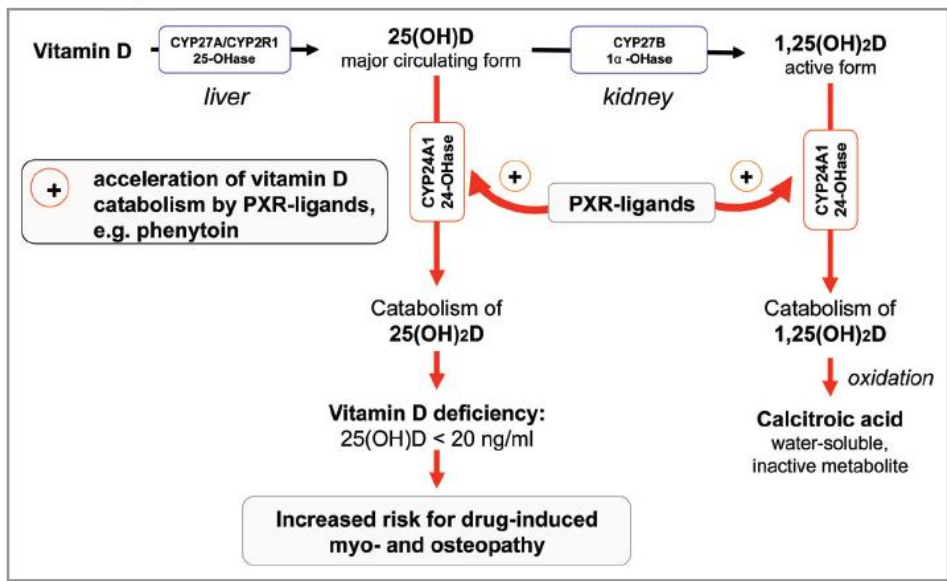 Vitamin D
CYP27A/CYP2R1
25-OHase
liver
25(OH)D
major circulating form
CYP27B
1α -OHase
kidney
1,25(OH)₂D
active form
+
acceleration of vitamin D
catabolism by PXR-ligands,
e.g. phenytoin
CYP24A1
24-OHase
+
PXR-ligands
+
CYP24A1
24-OHase
Catabolism of
25(OH)₂D
Vitamin D deficiency:
25(OH)D < 20 ng/ml
Increased risk for drug-induced
myo- and osteopathy
Catabolism of
1,25(OH)₂D
oxidation
Calcitroic acid
water-soluble,
inactive metabolite